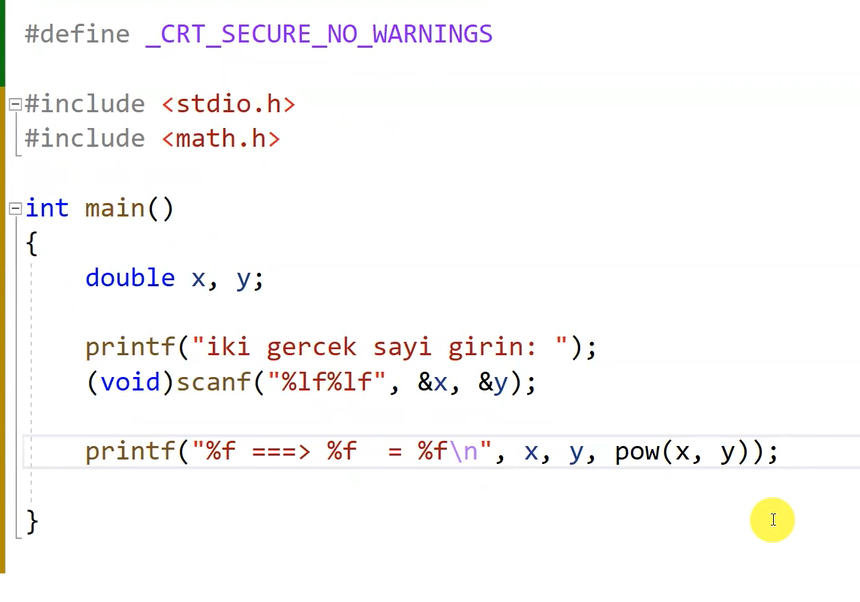 #define _CRT_SECURE_NO_WARNINGS
#include <stdio.h>
#include <math.h>
int main()
{
double x, y;
printf("iki gercek sayi girin: ");
(void)scanf("%lf%lf", &x, &y);
printf("%f ===> %f  = %f\n", x, y, pow(x, y));
}